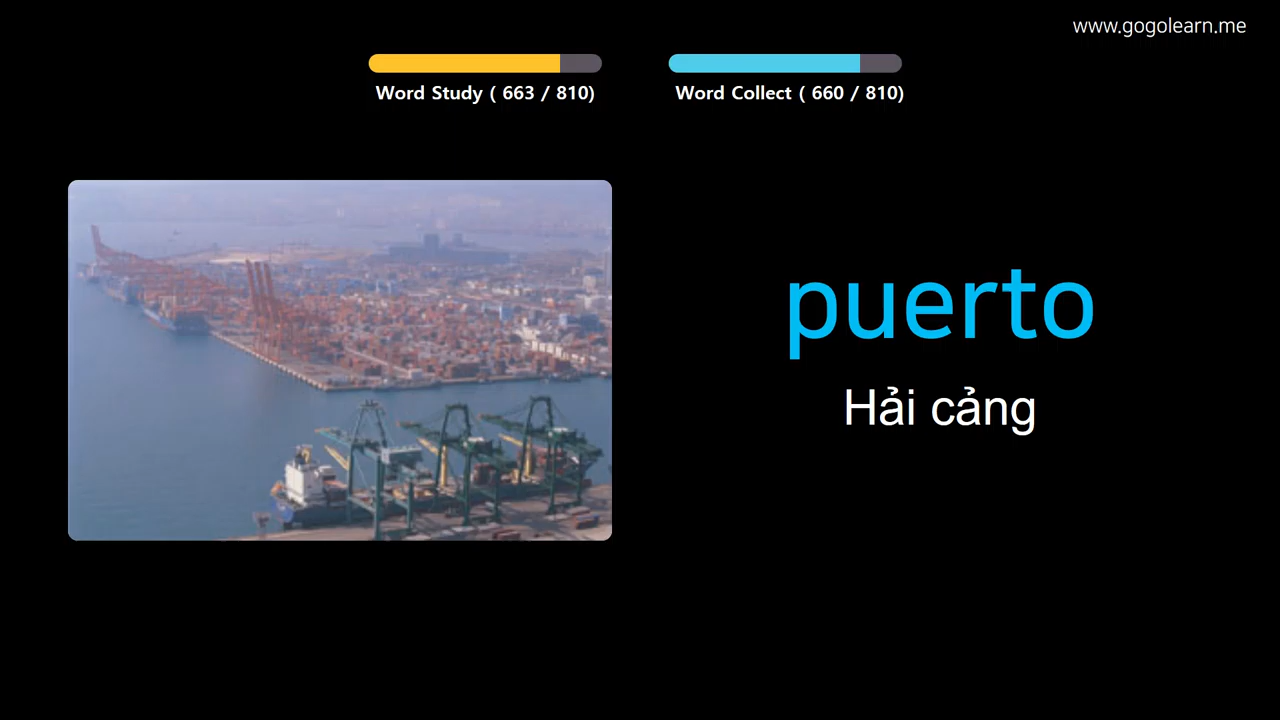 www.gogolearn.me
Word Study ( 663 / 810)
Word Collect ( 660 / 810)
puerto
Hải cảng